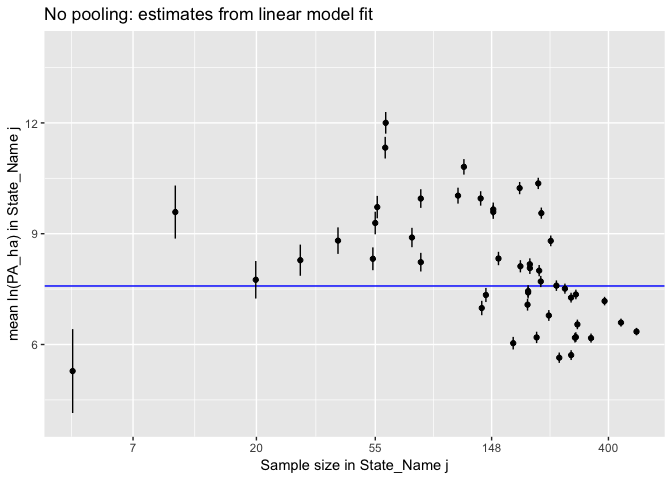 No pooling: estimates from linear model fit
mean ln(PA_ha) in State_Name j
12
9
6
7
20
55
148
400
Sample size in State_Name j